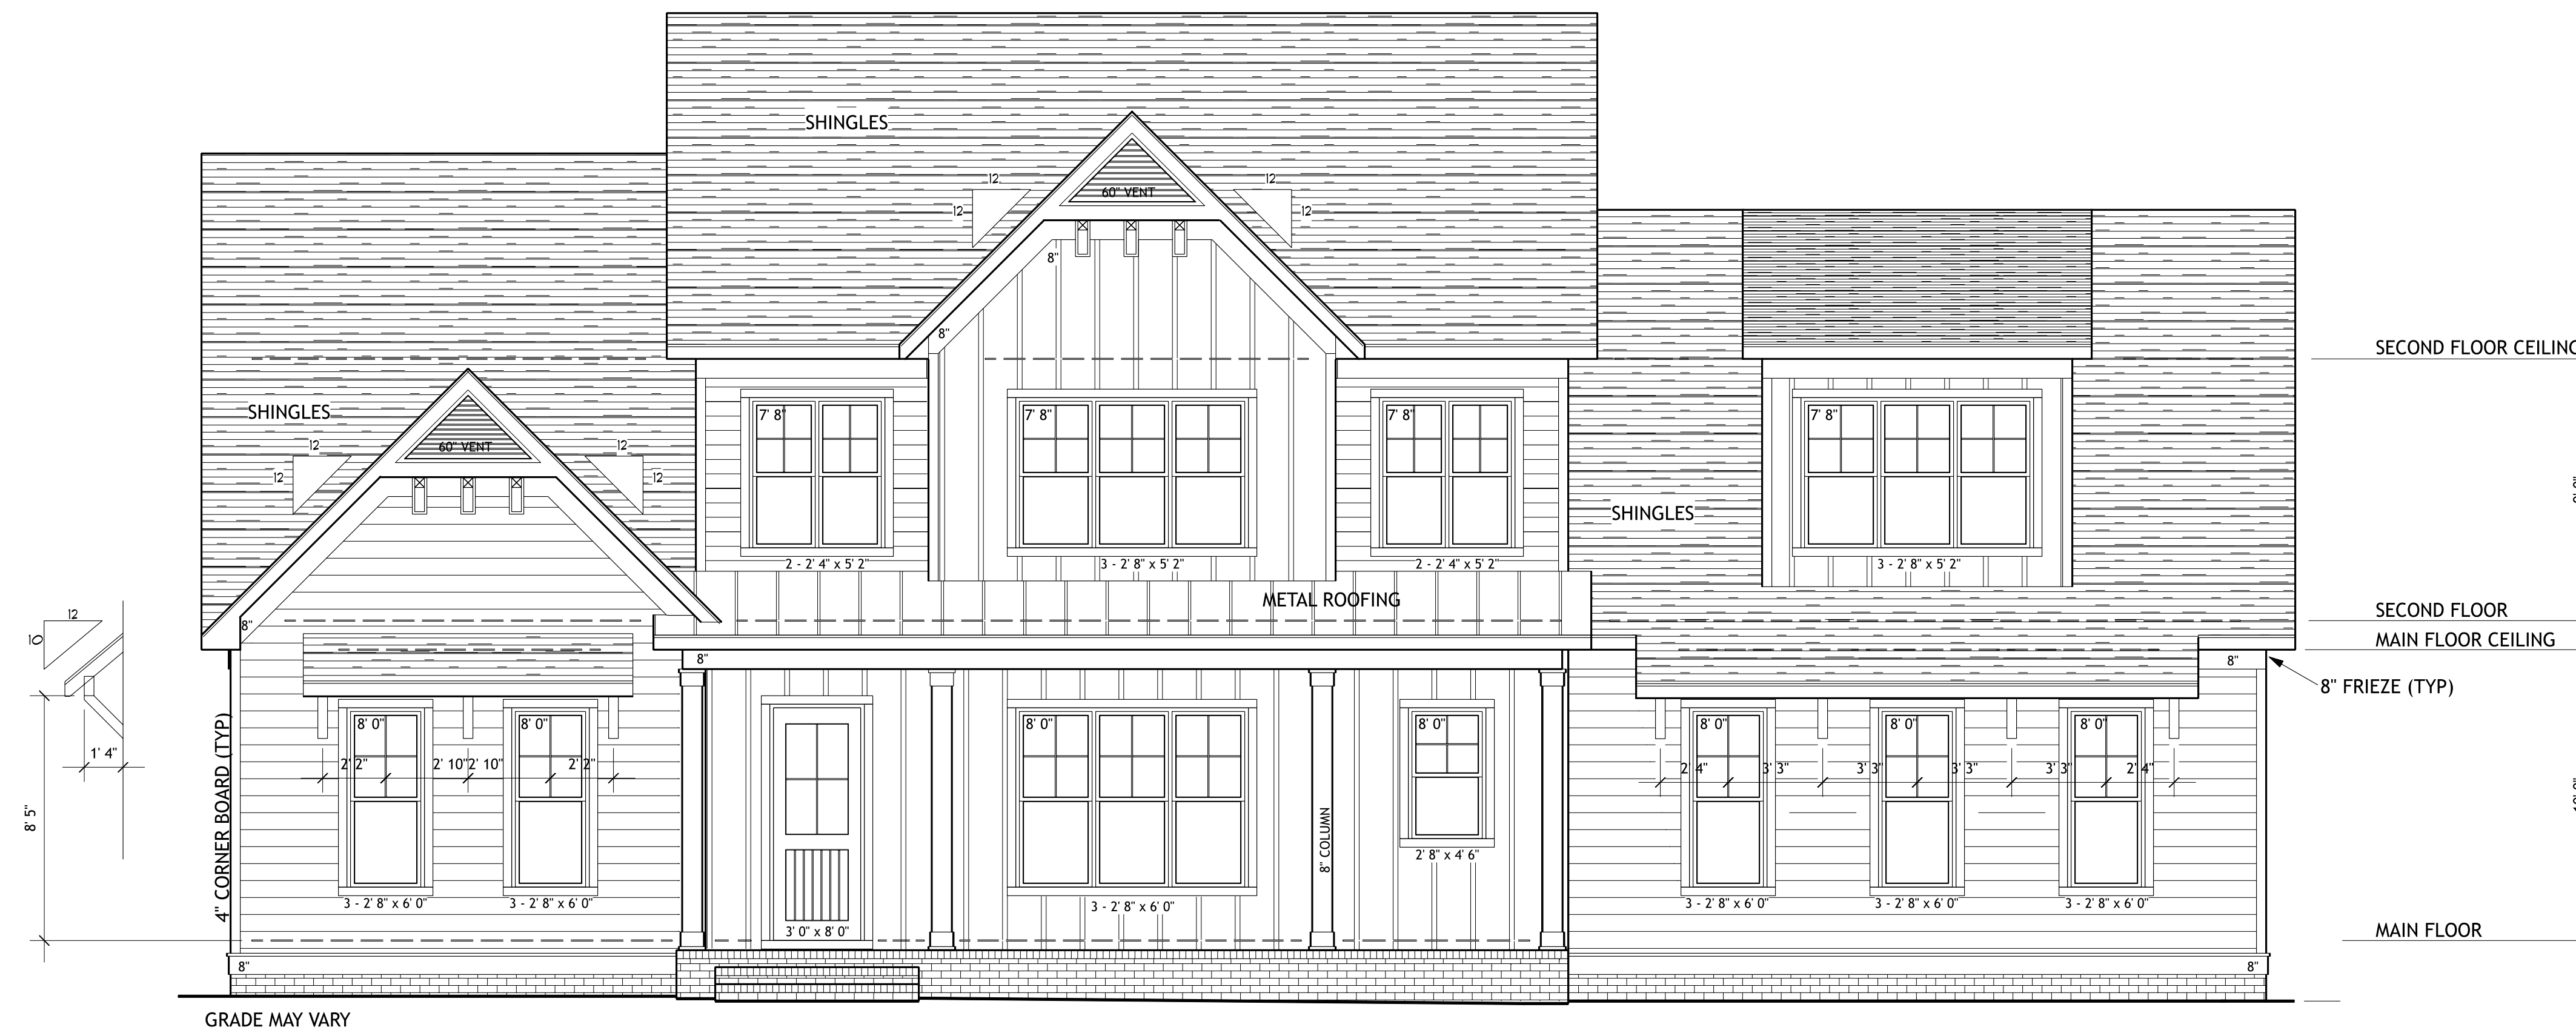 SHINGLES
60" VENT
12
12
12
12
8"
8"
SECOND FLOOR CEILING
SHINGLES
60" VENT
12
12
12
12
7' 8"
7' 8"
7' 8"
7' 8"
SHINGLES
2 - 2' 4" x 5' 2"
3 - 2' 8" x 5' 2"
2 - 2' 4" x 5' 2"
3 - 2' 8" x 5' 2"
METAL ROOFING
SECOND FLOOR
12
10
8"
MAIN FLOOR CEILING
8"
8"
8" FRIEZE (TYP)
8' 0"
8' 0"
8' 0"
8' 0"
8' 0"
8' 0"
8' 0"
1' 4"
2' 2"
2' 10"
2' 10"
2' 2"
2' 4"
3' 3"
3' 3"
3' 3"
3' 3"
2' 4"
8' 5"
4" CORNER BOARD (TYP)
8" COLUMN
2' 8" x 4' 6"
3 - 2' 8" x 6' 0"
3 - 2' 8" x 6' 0"
3 - 2' 8" x 6' 0"
3 - 2' 8" x 6' 0"
3 - 2' 8" x 6' 0"
3 - 2' 8" x 6' 0"
3' 0" x 8' 0"
MAIN FLOOR
8"
8"
GRADE MAY VARY